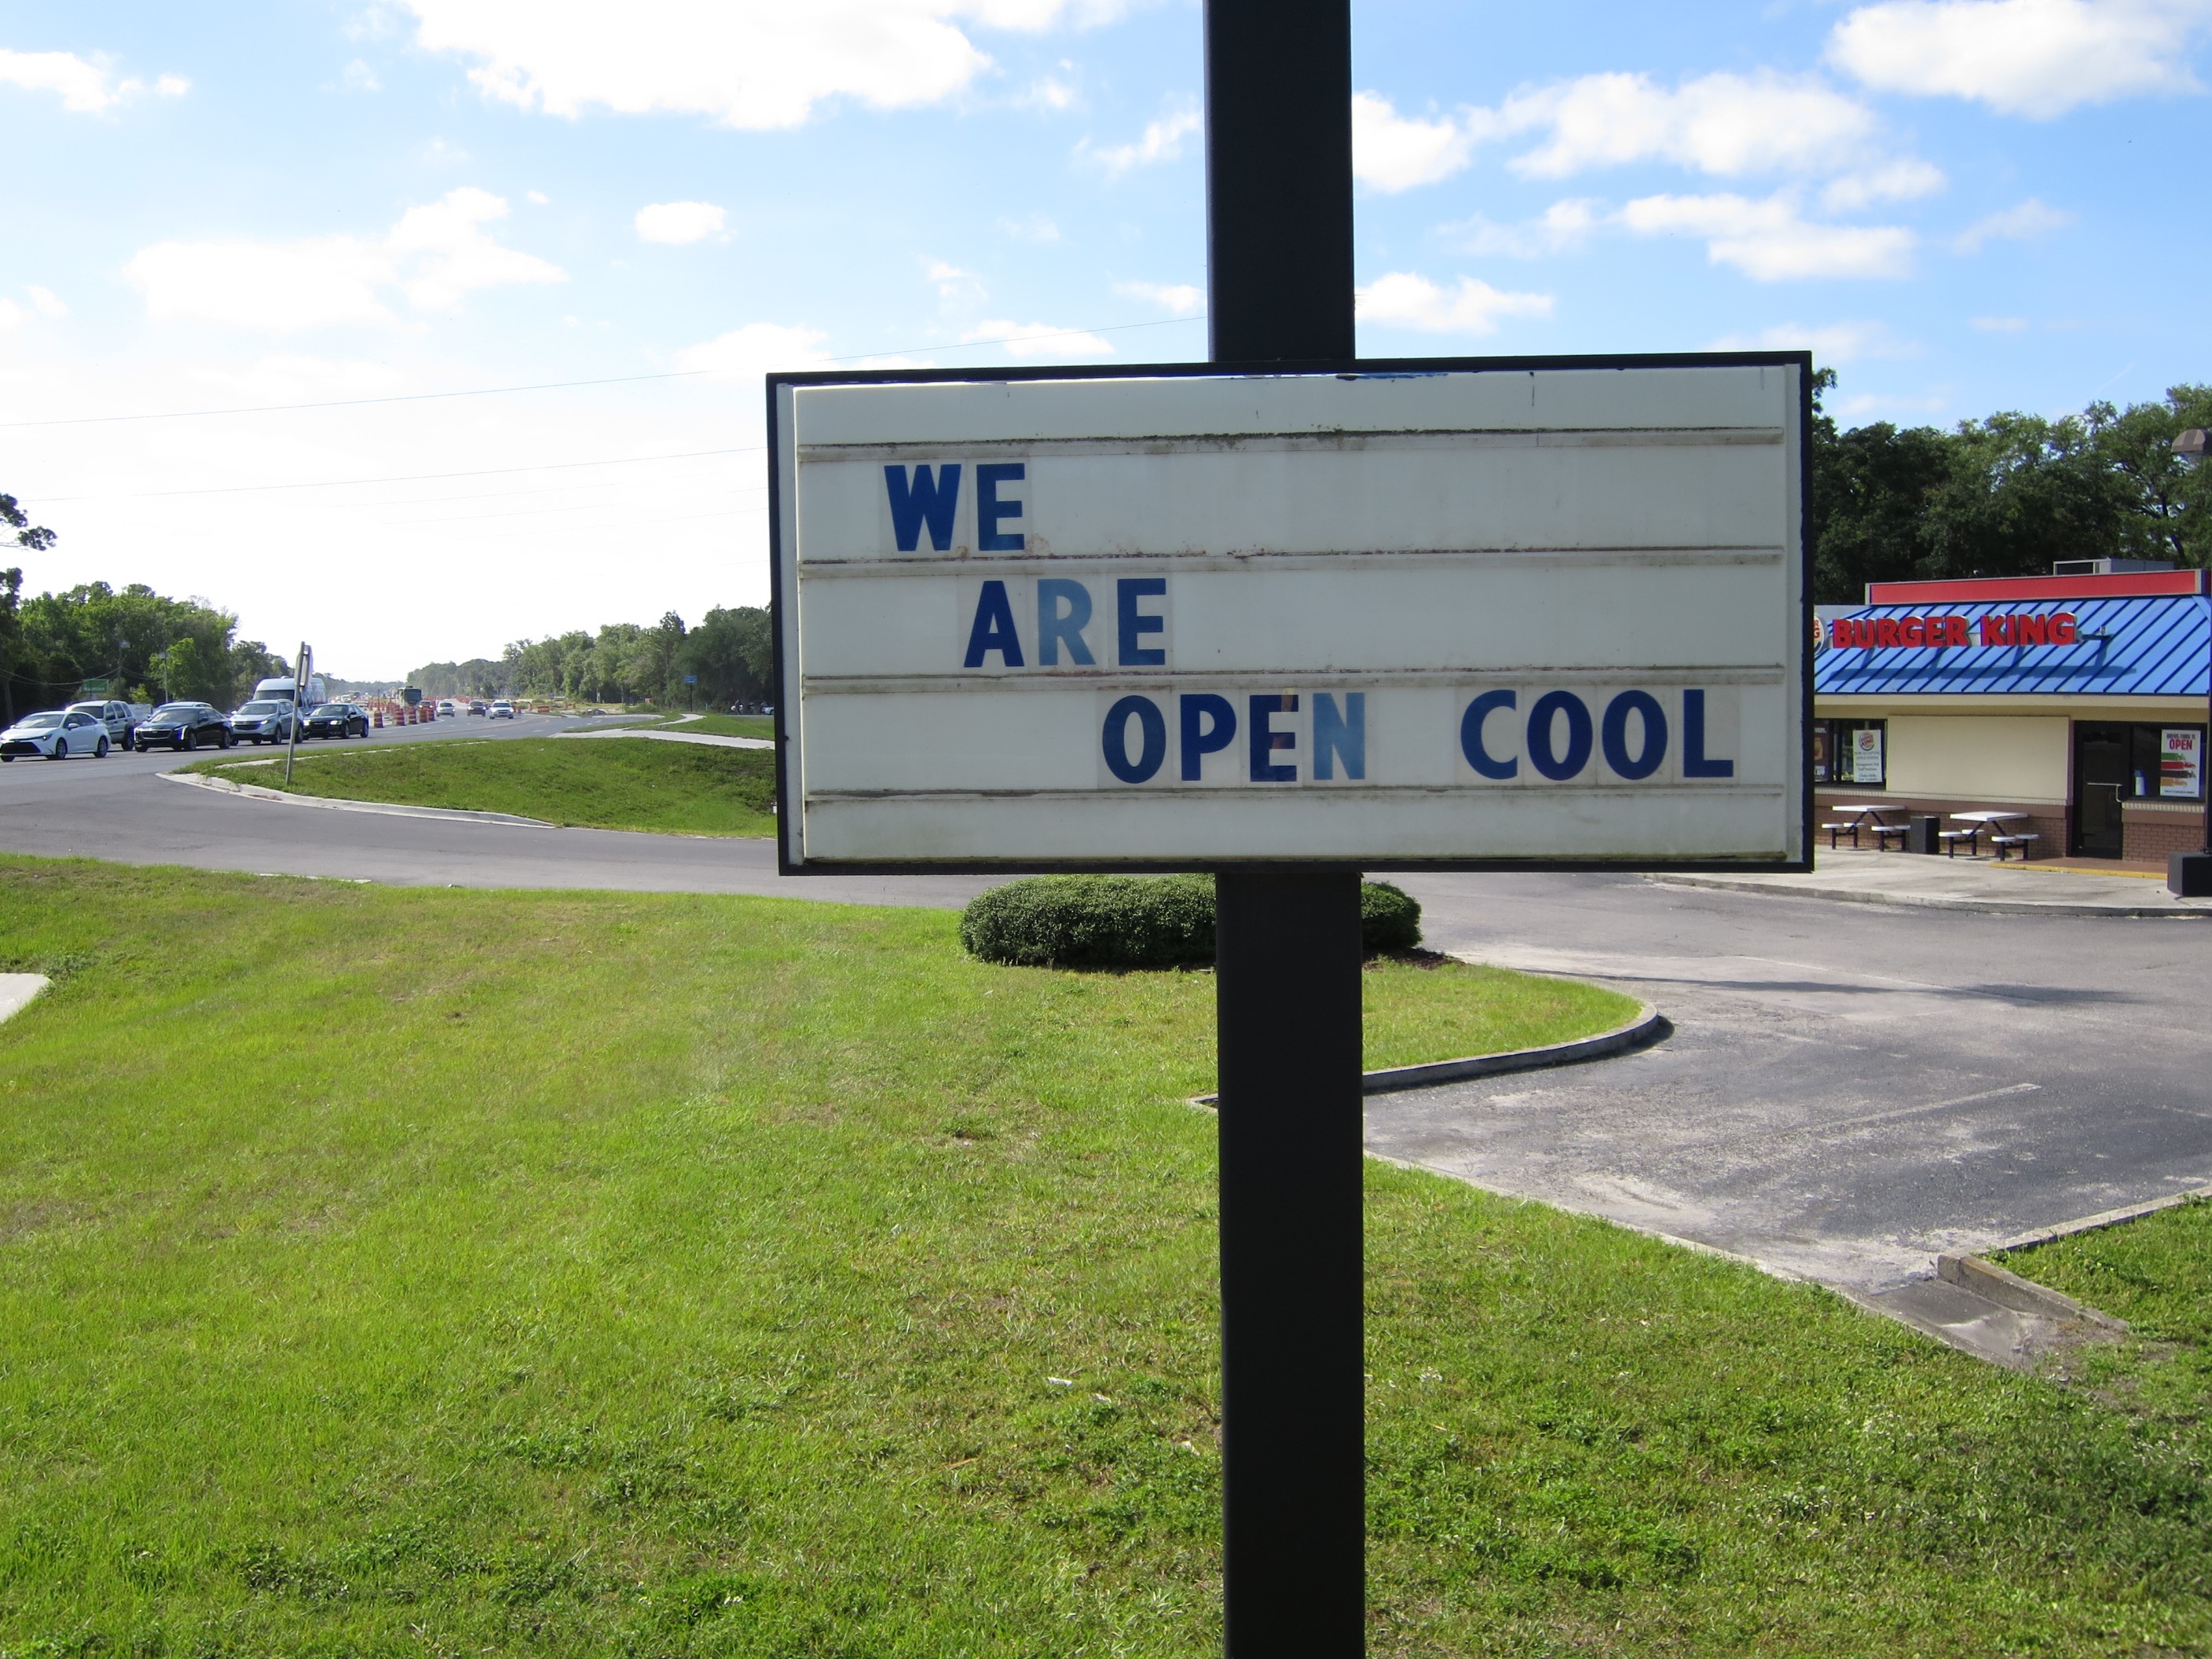 WE
ARE
OPEN COOL
BURGER KING
OPEN